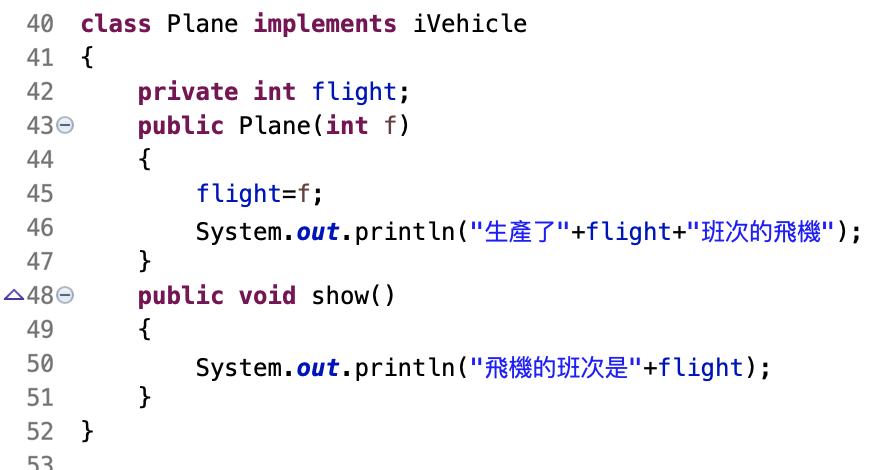 40 class Plane implements iVehicle
41 {
42     private int flight;
43     public Plane(int f)
44     {
45         flight=f;
46         System.out.println("生產了"+flight+"班次的飛機");
47     }
48     public void show()
49     {
50         System.out.println("飛機的班次是"+flight);
51     }
52 }
53